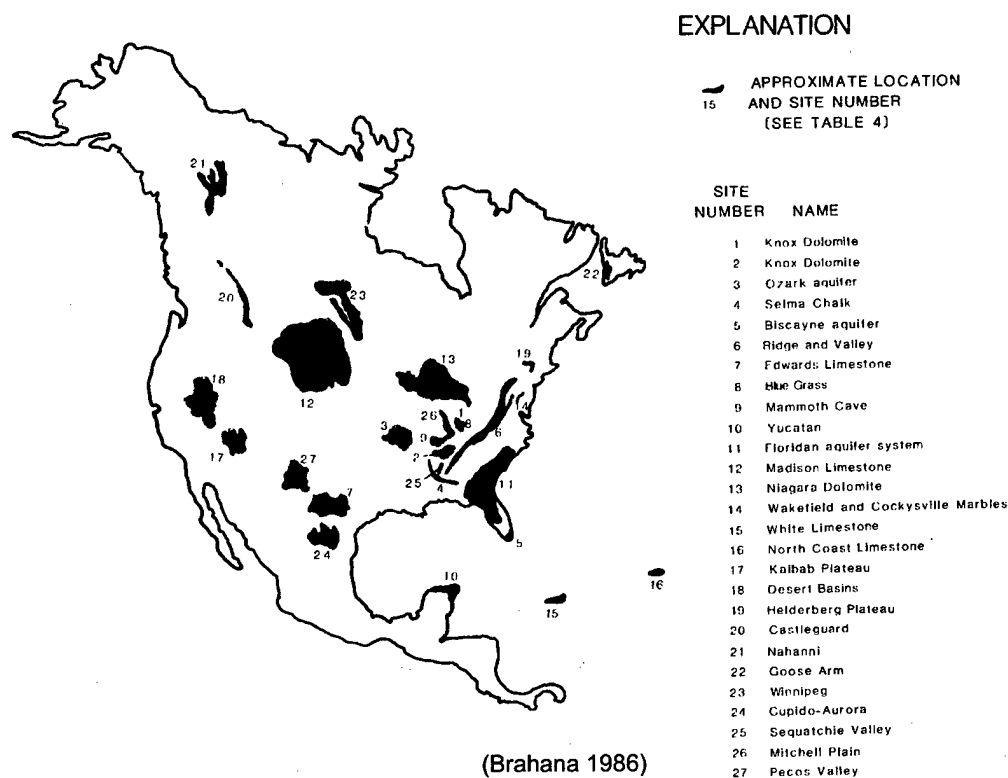 EXPLANATION
APPROXIMATE LOCATION
15 AND SITE NUMBER
(SEE TABLE 4)
SITE
NUMBER NAME
1 Knox Dolomite
2 Knox Dolomite
3 Ozark aquifer
4 Selma Chalk
5 Biscayne aquifer
6 Ridge and Valley
7 Edwards Limestone
8 Blue Grass
9 Mammoth Cave
10 Yucatan
11 Floridan aquifer system
12 Madison Limestone
13 Niagara Dolomite
14 Wakefield and Cockysville Marbles
15 White Limestone
16 North Coast Limestone
17 Kaibab Plateau
18 Desert Basins
19 Helderberg Plateau
20 Castleguard
21 Nahanni
22 Goose Arm
23 Winnipeg
24 Cupido-Aurora
25 Sequatchie Valley
26 Mitchell Plain
27 Pecos Valley
21
22
20
23
19
13
18
12
14
26
1
8
3
9
6
17
2
27
25
4
11
7
24
5
10
16
15
(Brahana 1986)